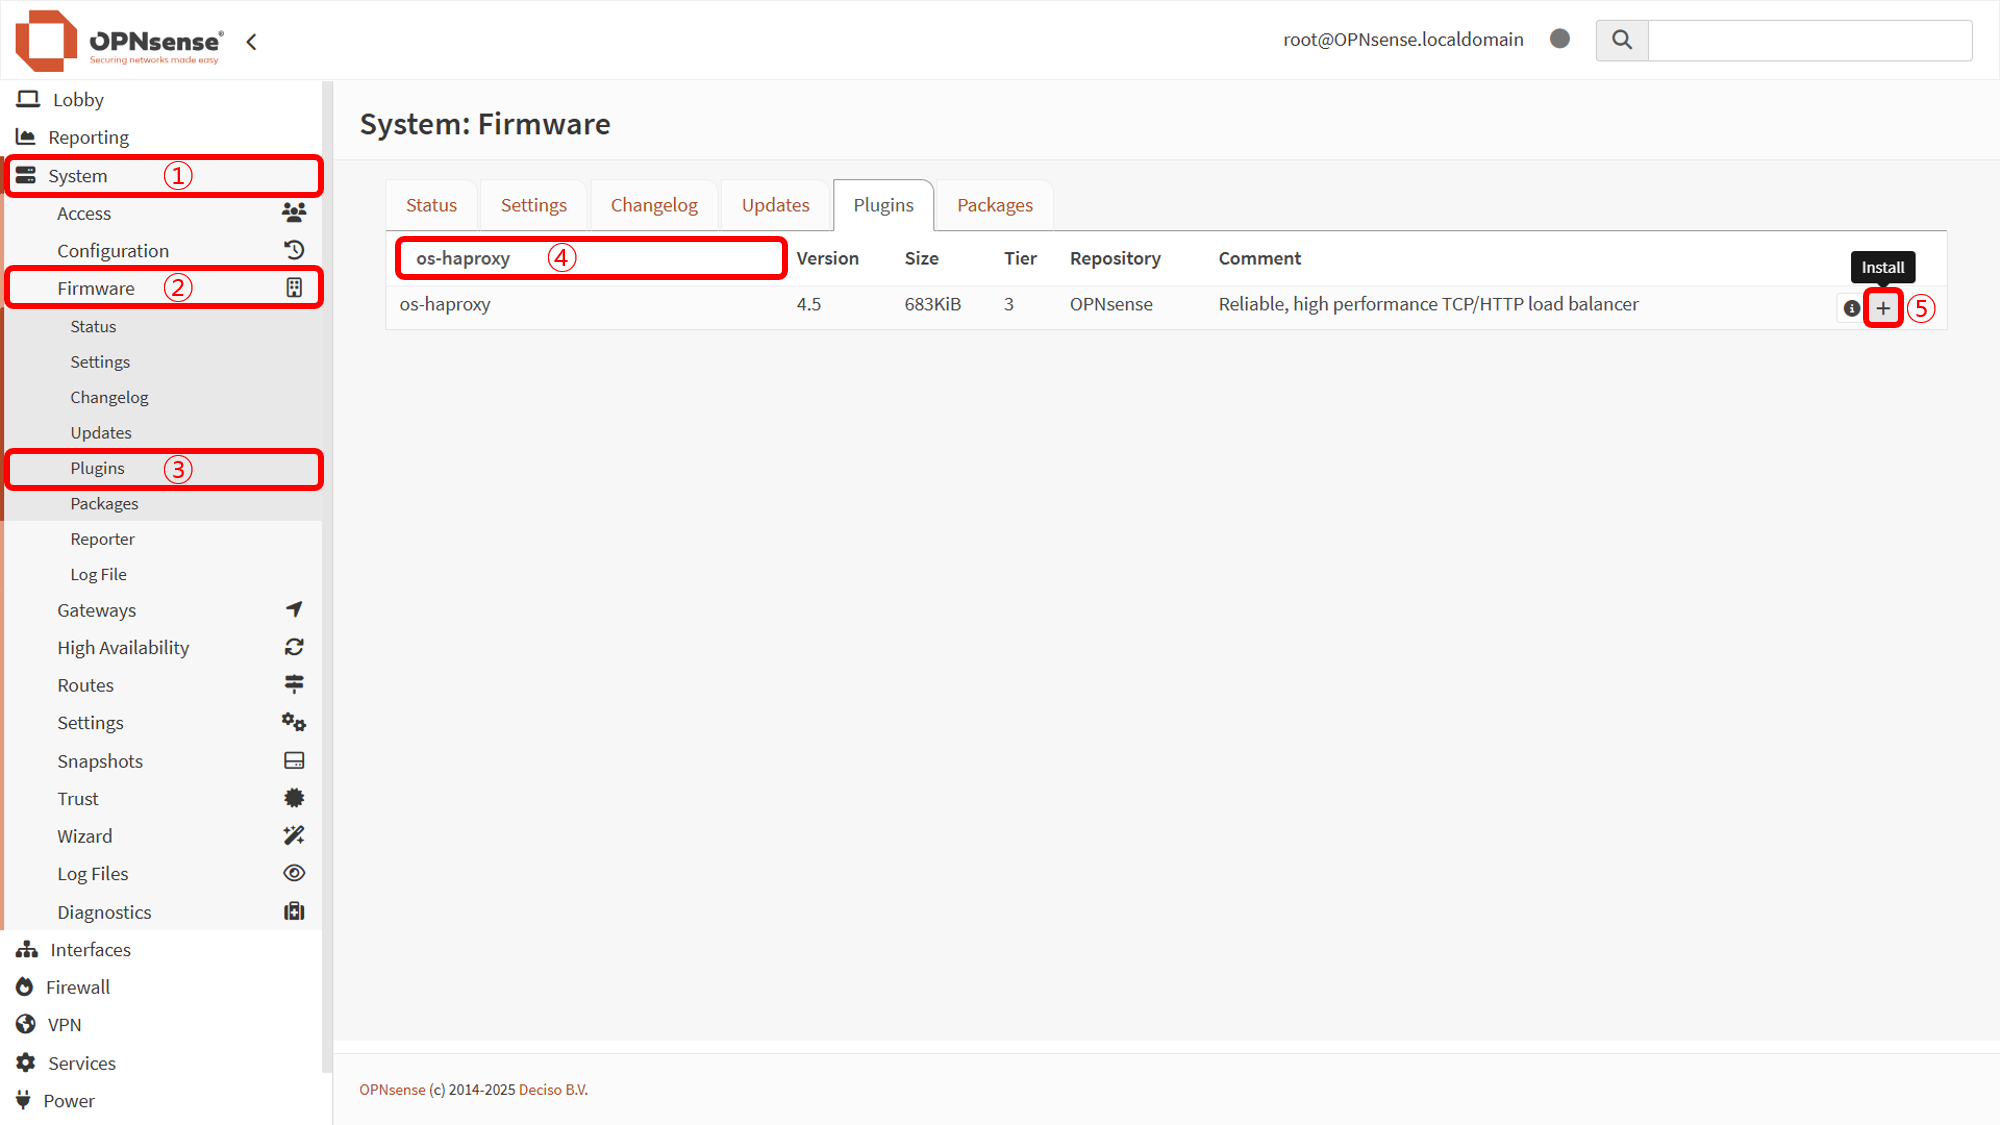 OPNsense®
Securing networks made easy
root@OPNsense.localdomain
Lobby
Reporting
System ①
Access
Configuration
Firmware ②
Status
Settings
Changelog
Updates
Plugins ③
Packages
Reporter
Log File
Gateways
High Availability
Routes
Settings
Snapshots
Trust
Wizard
Log Files
Diagnostics
Interfaces
Firewall
VPN
Services
Power
System: Firmware
Status Settings Changelog Updates Plugins Packages
os-haproxy ④ Version Size Tier Repository Comment
Install
os-haproxy 4.5 683KiB 3 OPNsense Reliable, high performance TCP/HTTP load balancer ⑤
OPNsense (c) 2014-2025 Deciso B.V.